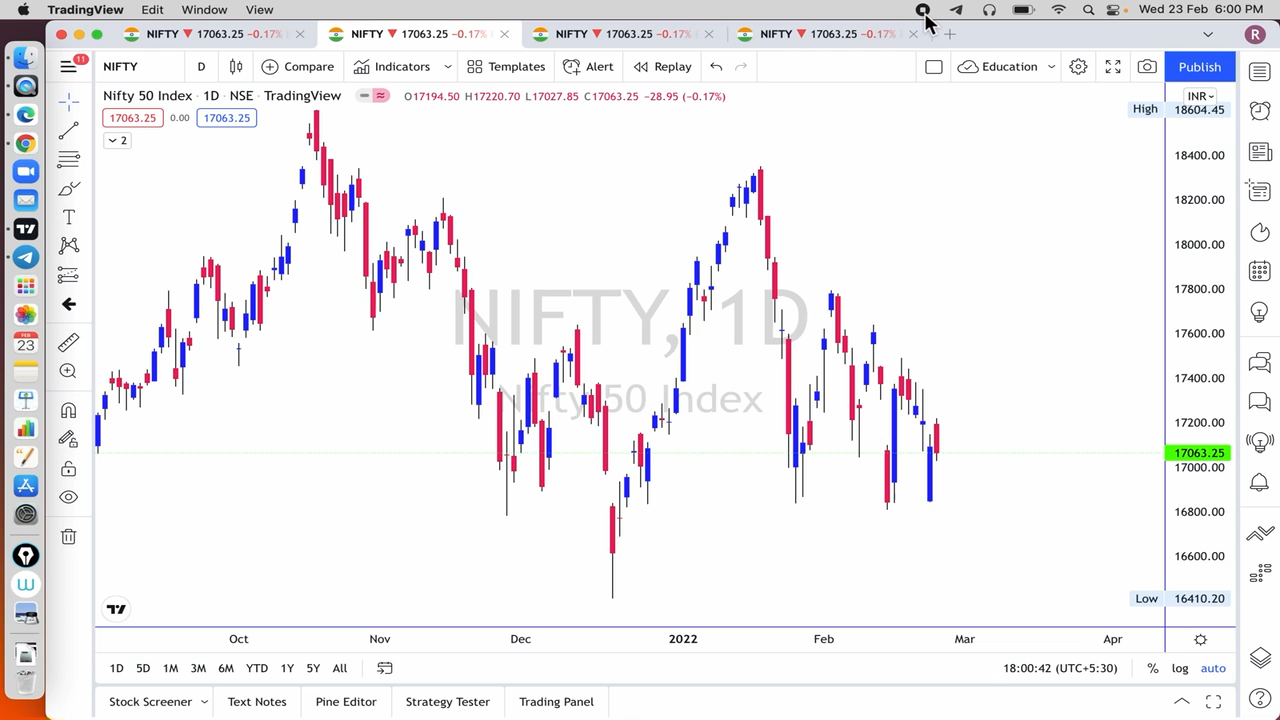 TradingView Edit Window View Wed 23 Feb 6:00 PM
NIFTY 17063.25 −0.17% NIFTY 17063.25 −0.17% NIFTY 17063.25 −0.17% NIFTY 17063.25 −0.17% R
11 NIFTY D Compare Indicators Templates Alert Replay Education Publish
Nifty 50 Index · 1D · NSE · TradingView O17194.50 H17220.70 L17027.85 C17063.25 −28.95 (−0.17%)
INR
17063.25 0.00 17063.25
High 18604.45
2
18400.00
18200.00
18000.00
17800.00
NIFTY, 1D
17600.00
FEB
23
17400.00
Nifty 50 Index
17200.00
17063.25
17000.00
16800.00
16600.00
Low 16410.20
Oct Nov Dec 2022 Feb Mar Apr
1D 5D 1M 3M 6M YTD 1Y 5Y All 18:00:42 (UTC+5:30) % log auto
Stock Screener Text Notes Pine Editor Strategy Tester Trading Panel